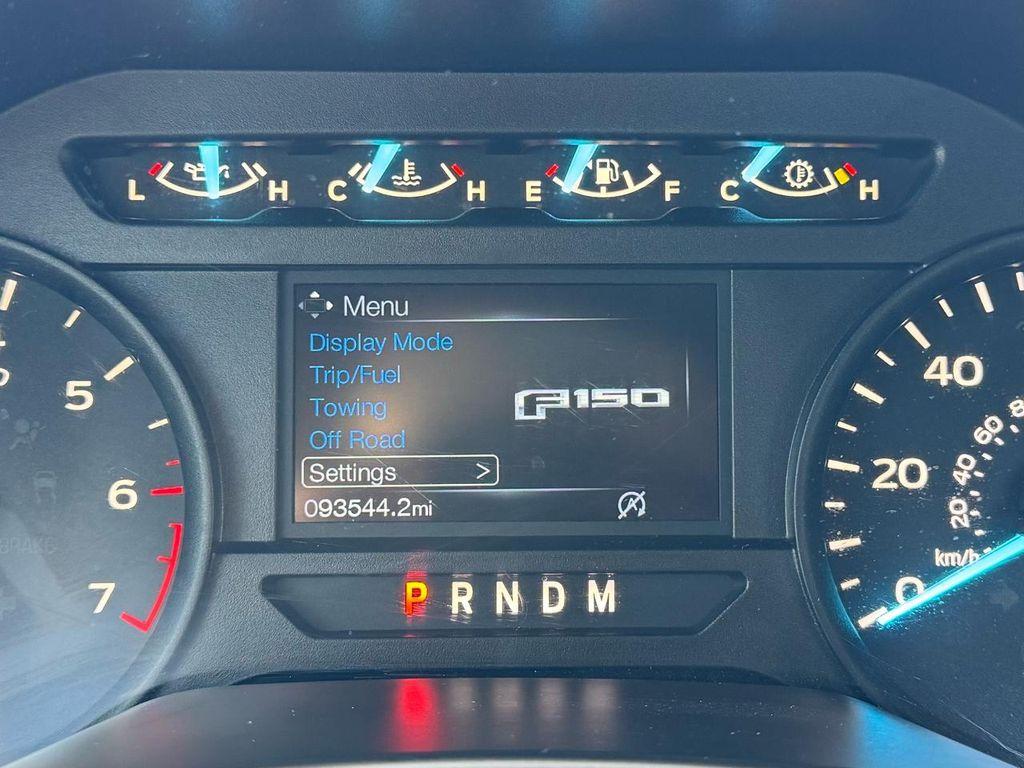 L H C H E F C H
Menu
Display Mode
Trip/Fuel
Towing
Off Road
Settings >
093544.2mi
F150
P R N D M
5
6
7
BRAKE
40
20
0
60
40
20
km/h